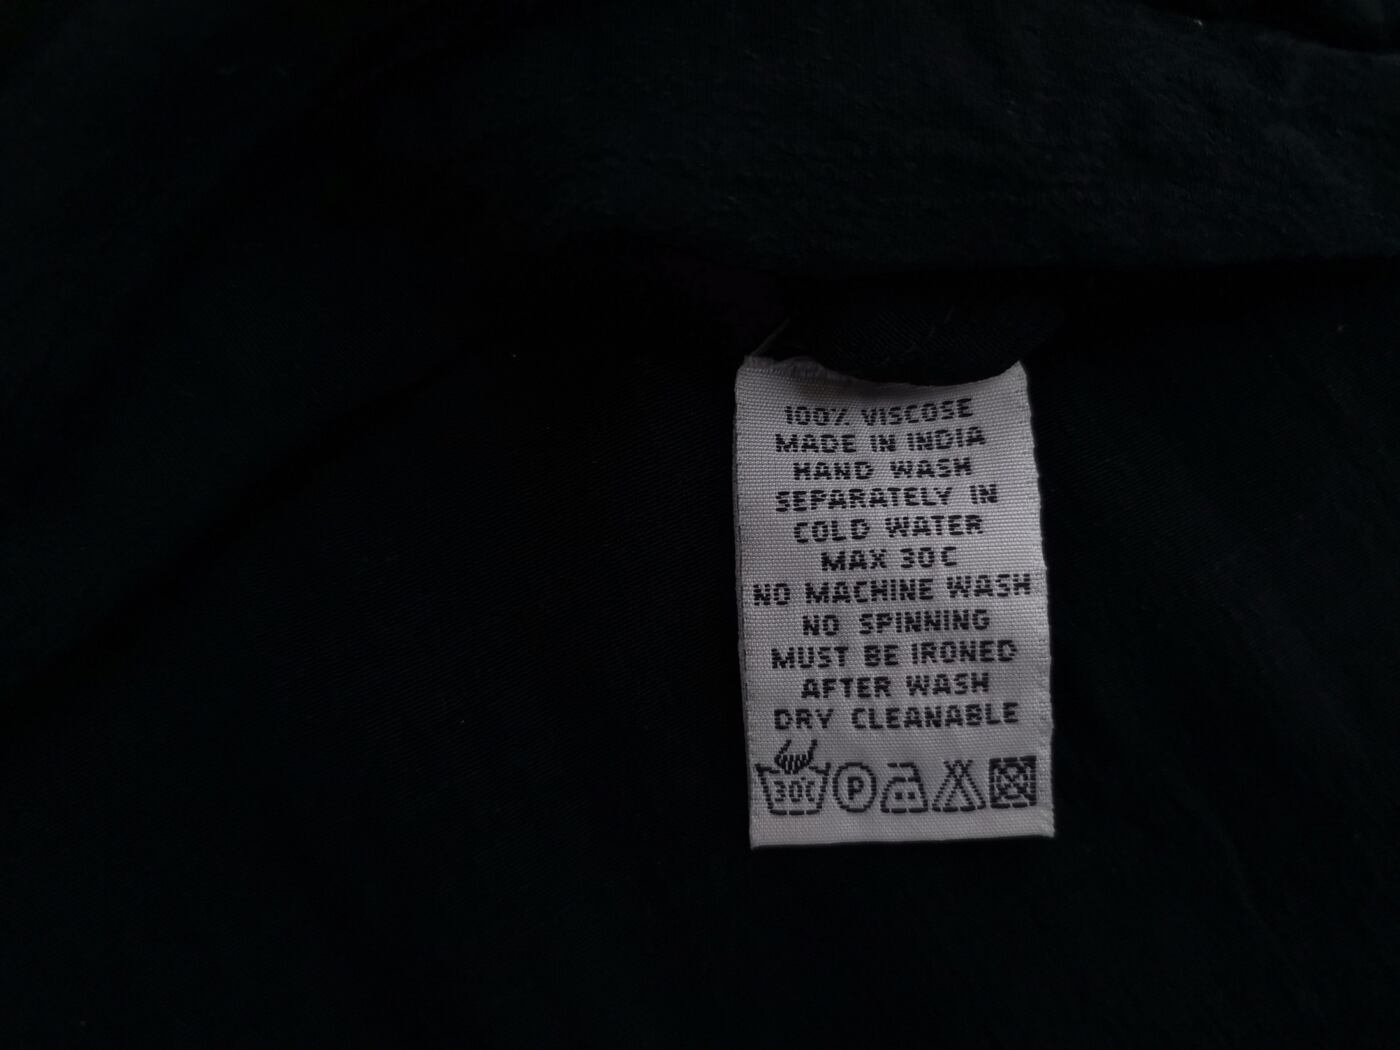 100% VISCOSE
MADE IN INDIA
HAND WASH
SEPARATELY IN
COLD WATER
MAX 30C
NO MACHINE WASH
NO SPINNING
MUST BE IRONED
AFTER WASH
DRY CLEANABLE
30C P